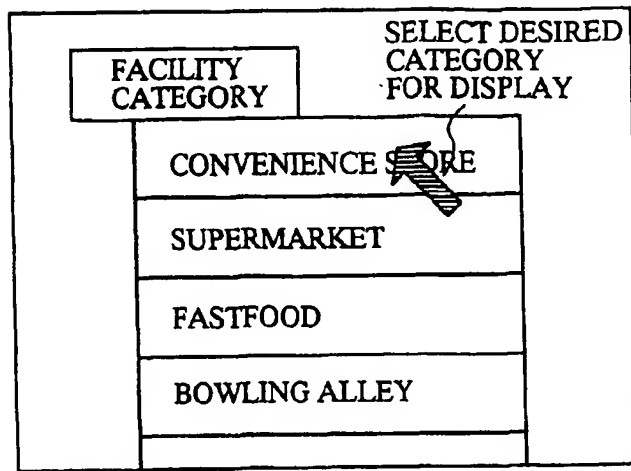 SELECT DESIRED
CATEGORY
FOR DISPLAY
FACILITY
CATEGORY
CONVENIENCE STORE
SUPERMARKET
FASTFOOD
BOWLING ALLEY